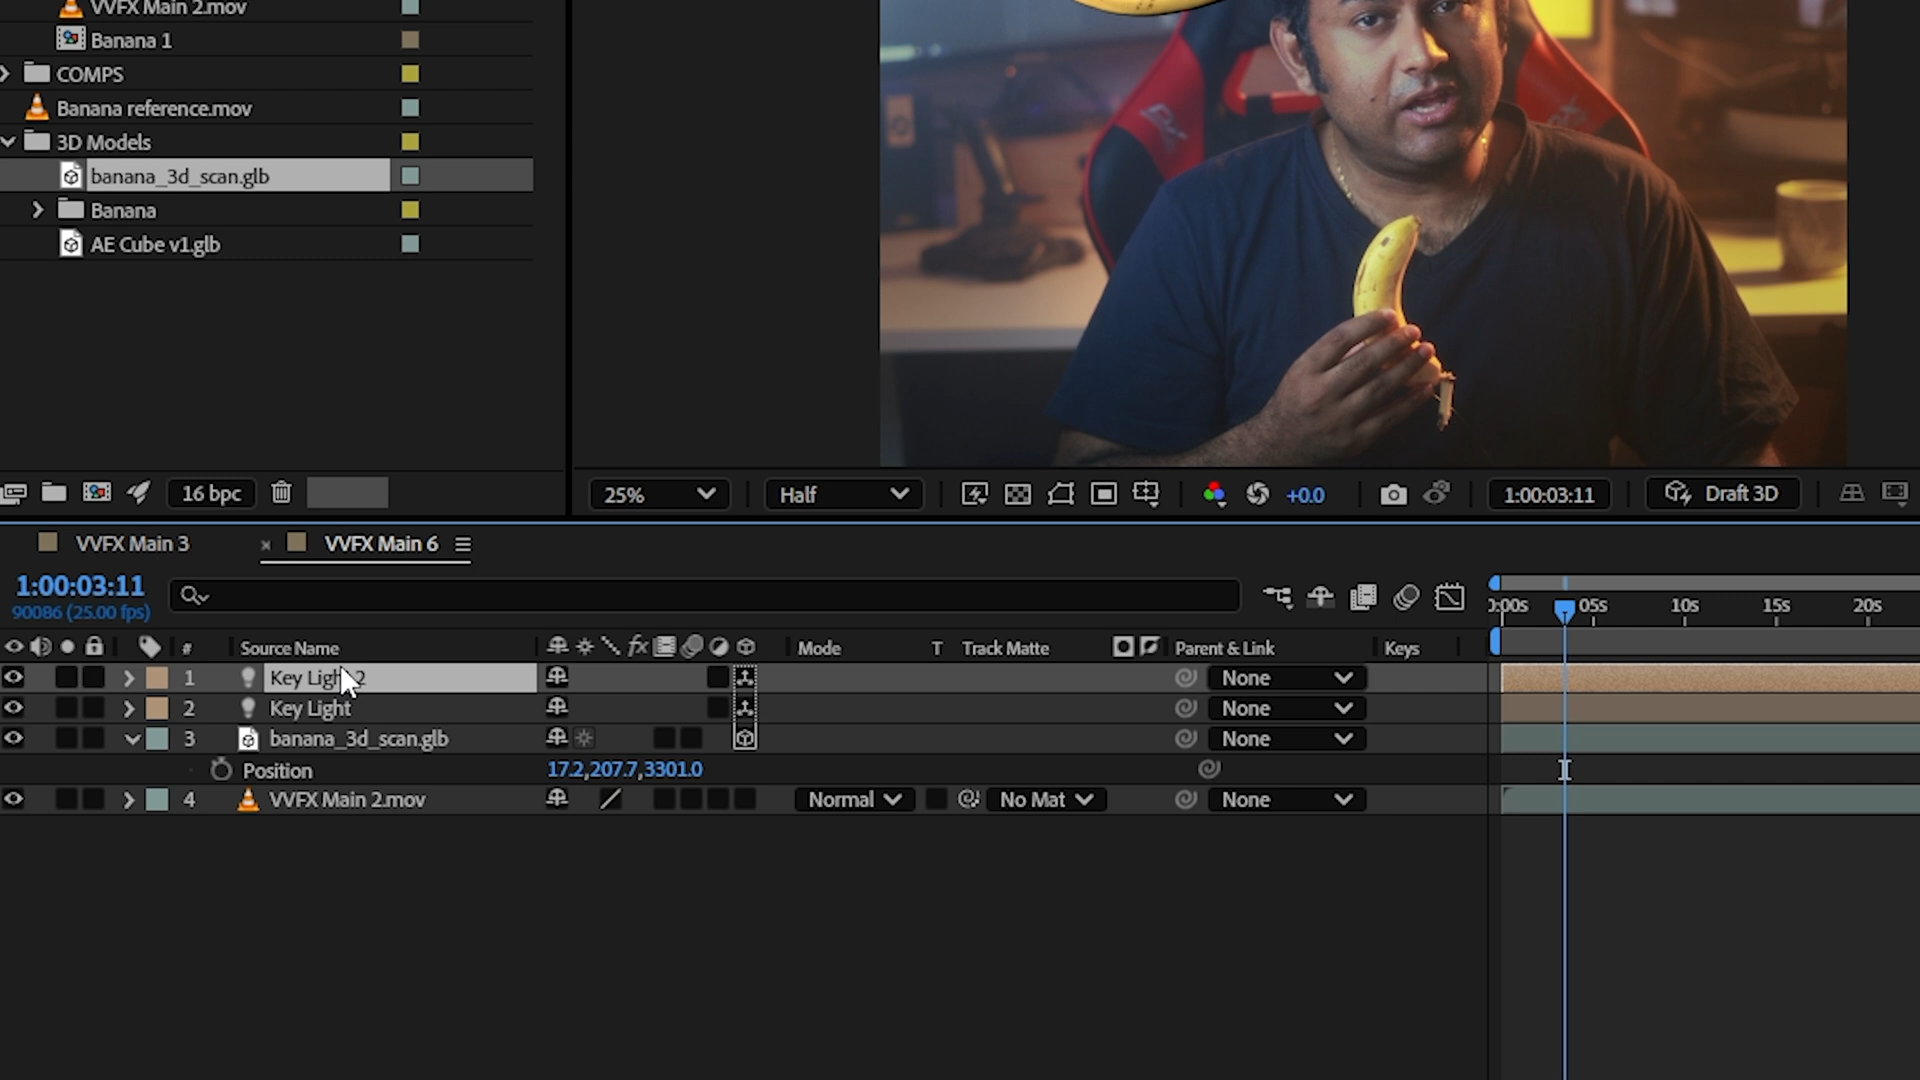 VVFX Main 2.mov
Banana 1
COMPS
Banana reference.mov
3D Models
banana_3d_scan.glb
Banana
AE Cube v1.glb
16 bpc
25%
Half
+0.0
1:00:03:11
Draft 3D
VVFX Main 3
× VVFX Main 6
1:00:03:11
90086 (25.00 fps)
0:00s 05s 10s 15s 20s
# Source Name fx Mode T Track Matte Parent & Link Keys
1 Key Light 2 None
2 Key Light None
3 banana_3d_scan.glb None
Position 17.2,207.7,3301.0
4 VVFX Main 2.mov Normal No Mat None